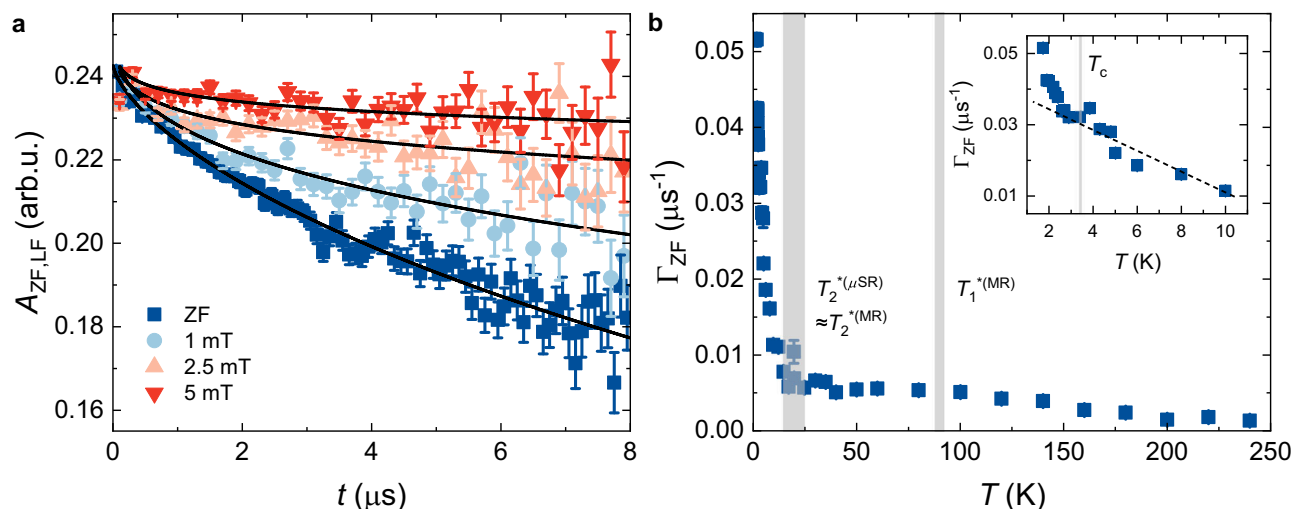 a
A_ZF,LF (arb.u.)
0.24
0.22
0.20
0.18
0.16
ZF
1 mT
2.5 mT
5 mT
0 2 4 6 8
t (μs)
b
Γ_ZF (μs⁻¹)
0.05
0.04
0.03
0.02
0.01
0.00
T₂*(μSR)
≈T₂*(MR)
T₁*(MR)
0 50 100 150 200 250
T (K)
Γ_ZF (μs⁻¹)
0.05
0.03
0.01
T_c
2 4 6 8 10
T (K)